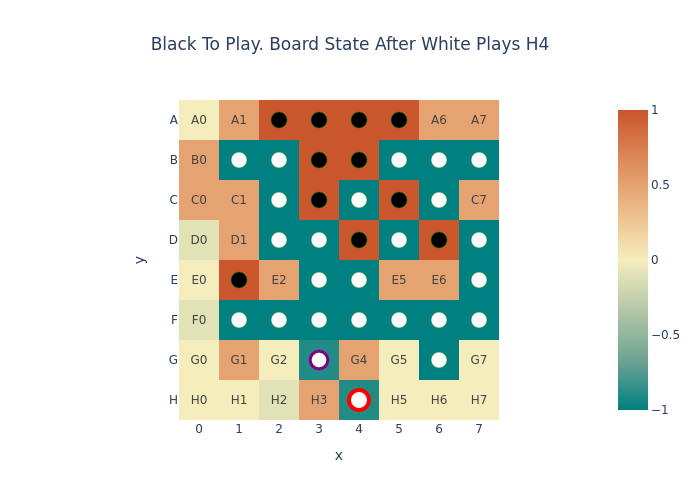 Black To Play. Board State After White Plays H4
A A0 A1 A6 A7
B B0
C C0 C1 C7
D D0 D1
E E0 E2 E5 E6
F F0
G G0 G1 G2 G4 G5 G7
H H0 H1 H2 H3 H5 H6 H7
0 1 2 3 4 5 6 7
x
y
1
0.5
0
−0.5
−1